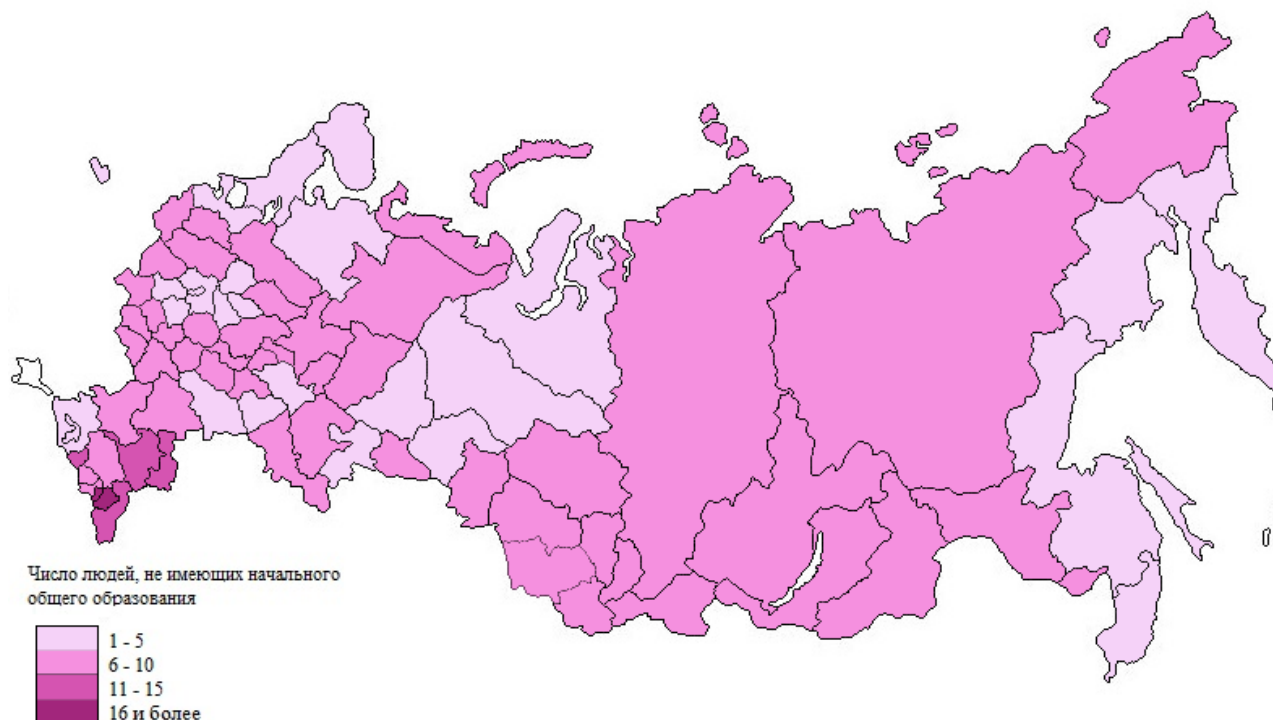 Число людей, не имеющих начального
общего образования
1 - 5
6 - 10
11 - 15
16 и более